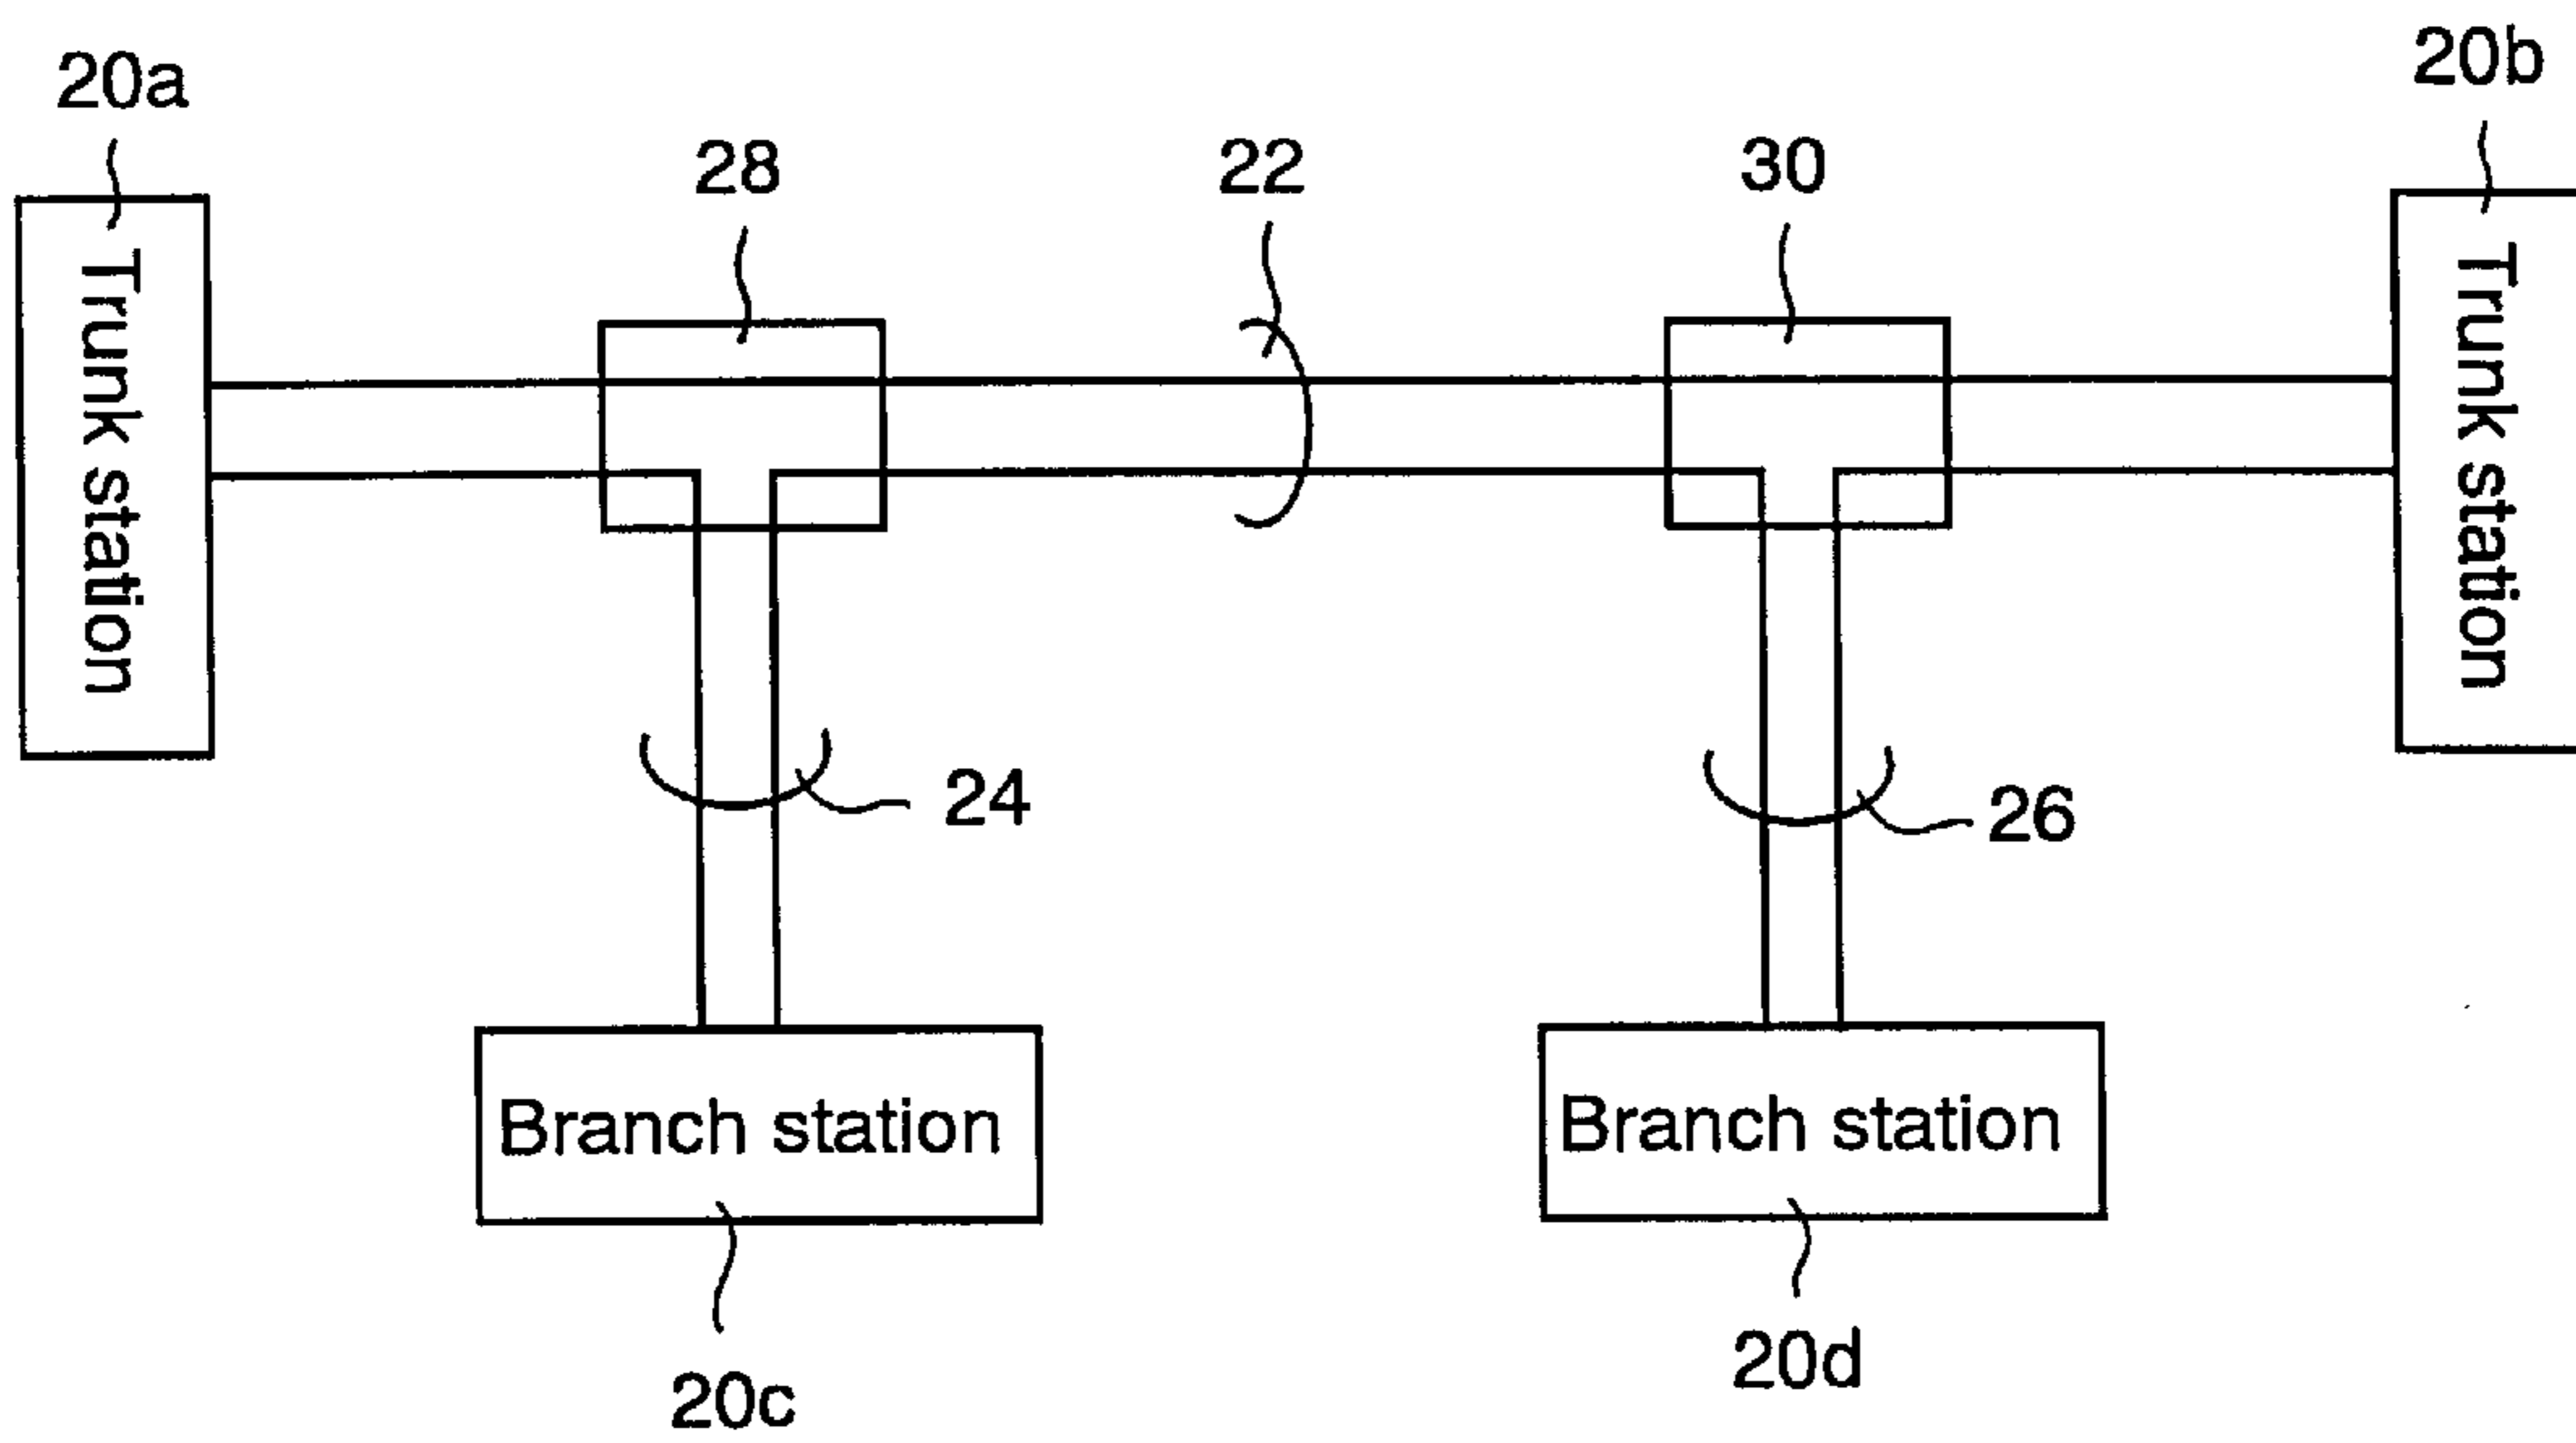 20a
20b
28
22
30
Trunk station
Trunk station
24
26
Branch station
Branch station
20c
20d